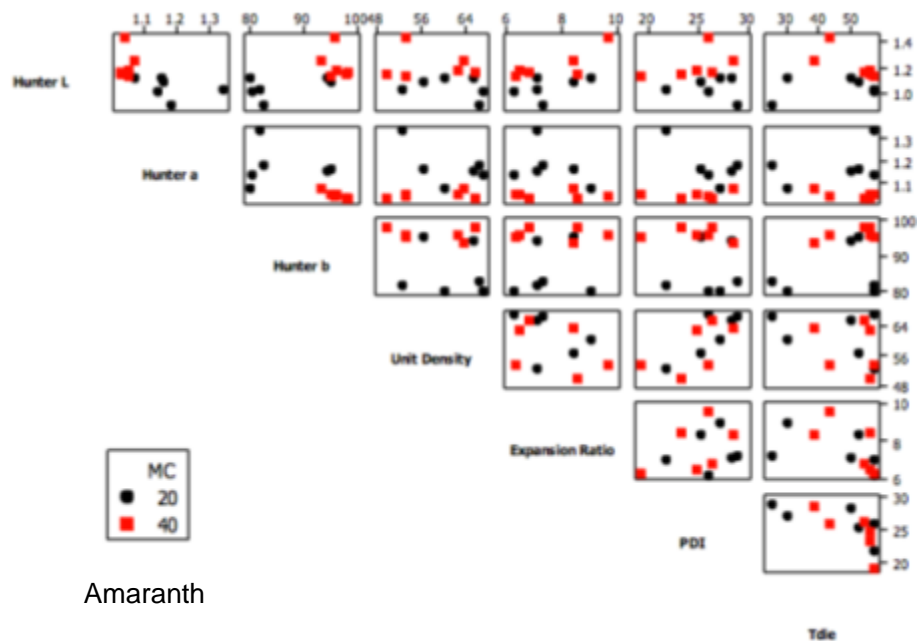 1.1 1.2 1.3 80 90 100 48 56 64 6 8 10 20 25 30 30 40 50
Hunter L
1.4
1.2
1.0
Hunter a
1.3
1.2
1.1
Hunter b
100
90
80
Unit Density
64
56
48
Expansion Ratio
10
8
6
MC
20
40
PDI
30
25
20
Amaranth
Tdie